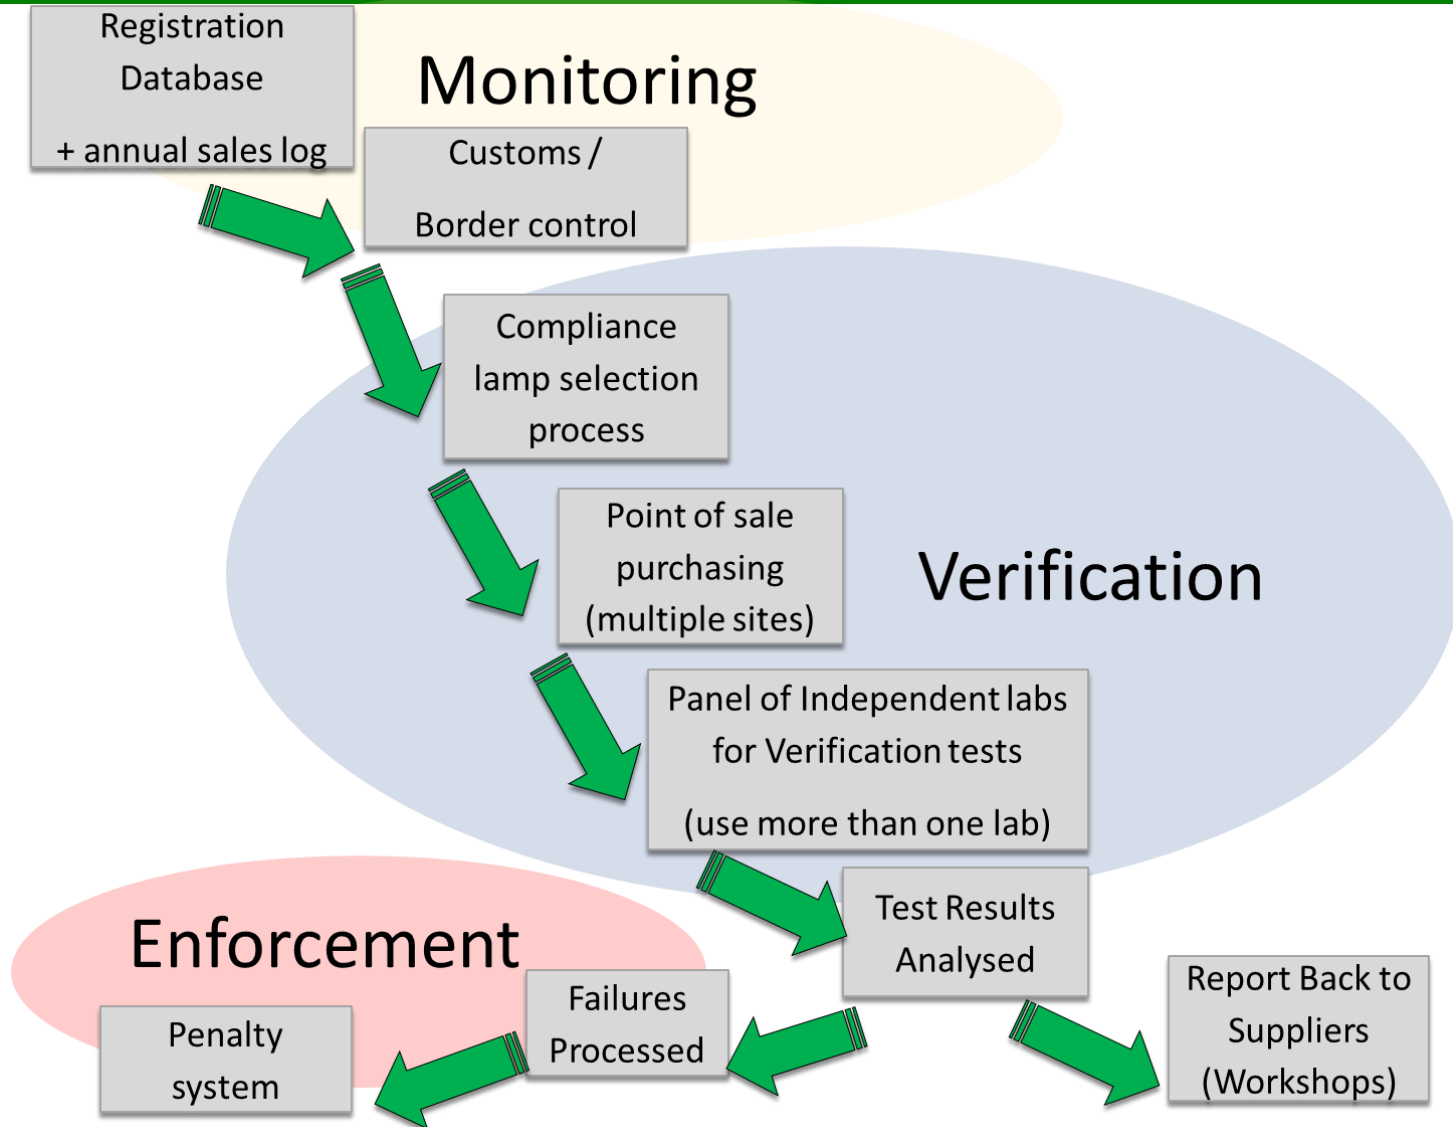 Registration
Database
+ annual sales log
Monitoring
Customs /
Border control
Compliance
lamp selection
process
Point of sale
purchasing
(multiple sites)
Verification
Panel of Independent labs
for Verification tests
(use more than one lab)
Test Results
Analysed
Enforcement
Failures
Processed
Penalty
system
Report Back to
Suppliers
(Workshops)